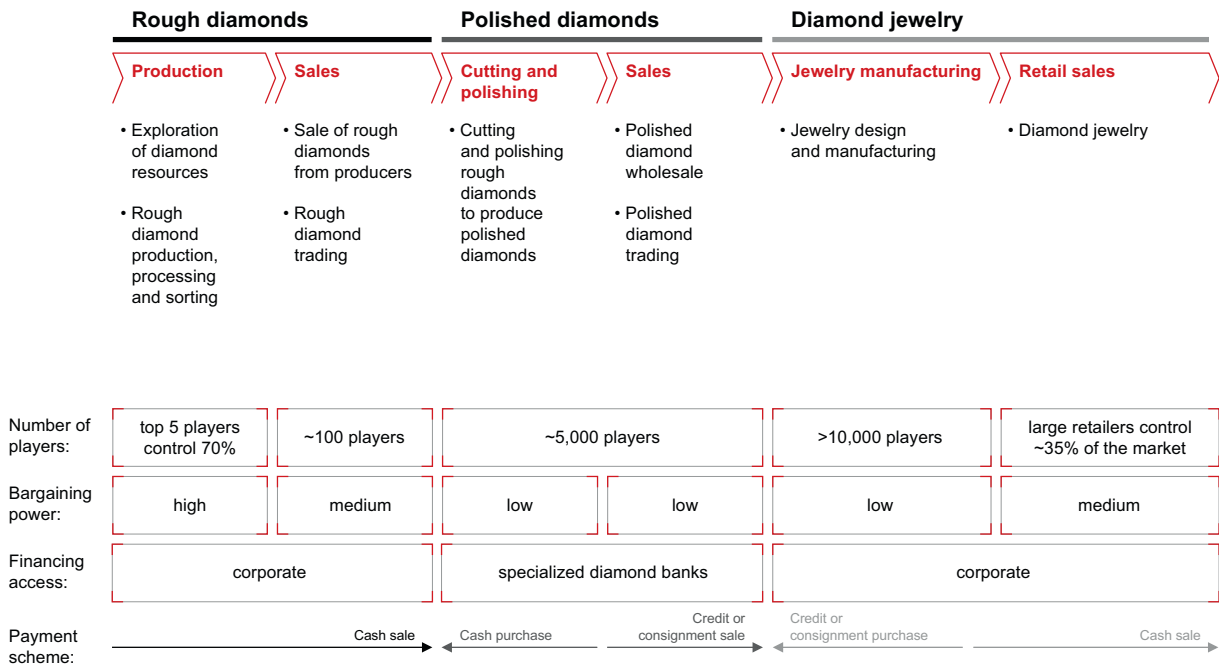 Rough diamonds
Polished diamonds
Diamond jewelry
Production
Sales
Cutting and
polishing
Sales
Jewelry manufacturing
Retail sales
• Exploration
of diamond
resources
• Rough
diamond
production,
processing
and sorting
• Sale of rough
diamonds
from producers
• Rough
diamond
trading
• Cutting
and polishing
rough
diamonds
to produce
polished
diamonds
• Polished
diamond
wholesale
• Polished
diamond
trading
• Jewelry design
and manufacturing
• Diamond jewelry
Number of
players:
top 5 players
control 70%
~100 players
~5,000 players
>10,000 players
large retailers control
~35% of the market
Bargaining
power:
high
medium
low
low
low
medium
Financing
access:
corporate
specialized diamond banks
corporate
Payment
scheme:
Cash sale
Cash purchase
Credit or
consignment sale
Credit or
consignment purchase
Cash sale